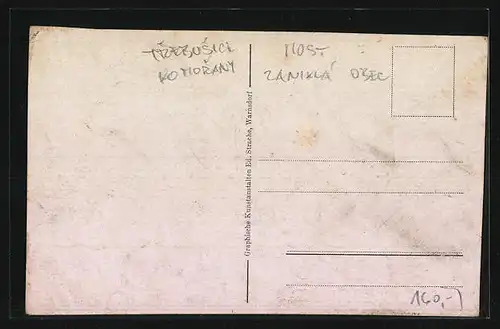 TŘEBUŠICE
KOMOŘANY
MOST
ZANIKLÁ OBEC
Graphische Kunstanstalten Ed. Strache, Warnsdorf
160,-